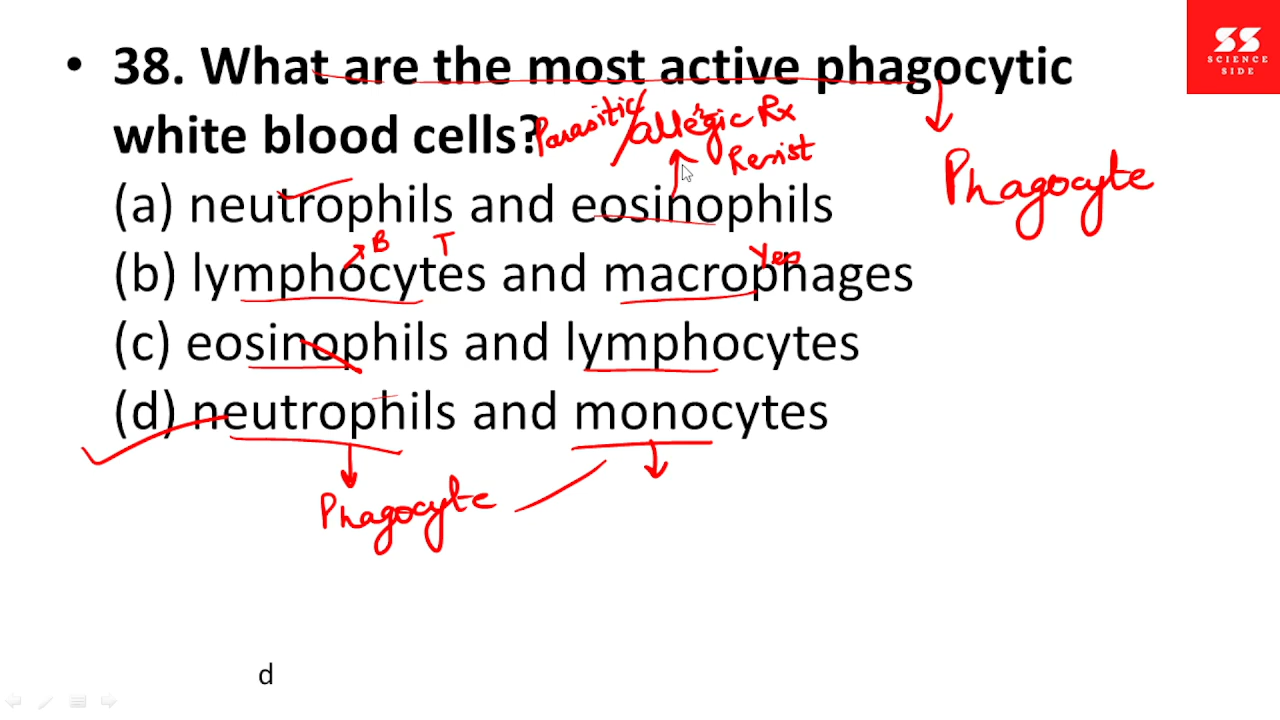 SS
SCIENCE
SIDE
• 38. What are the most active phagocytic
white blood cells?
Parasitic/allergic Rx
Resist
Phagocyte
(a) neutrophils and eosinophils
B T
Yes
(b) lymphocytes and macrophages
(c) eosinophils and lymphocytes
(d) neutrophils and monocytes
Phagocyte
d